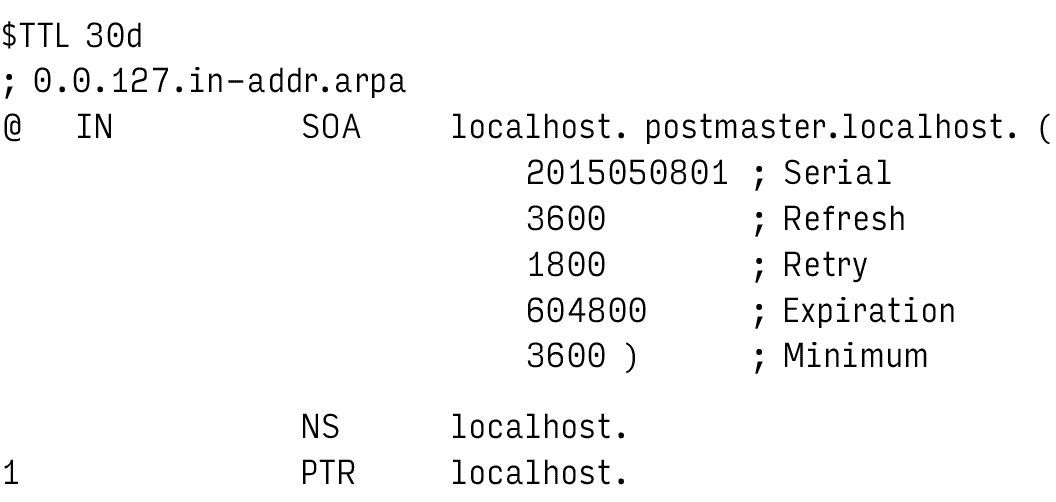 $TTL 30d
; 0.0.127.in-addr.arpa
@ IN SOA localhost. postmaster.localhost. (
2015050801 ; Serial
3600 ; Refresh
1800 ; Retry
604800 ; Expiration
3600 ) ; Minimum
NS localhost.
1 PTR localhost.